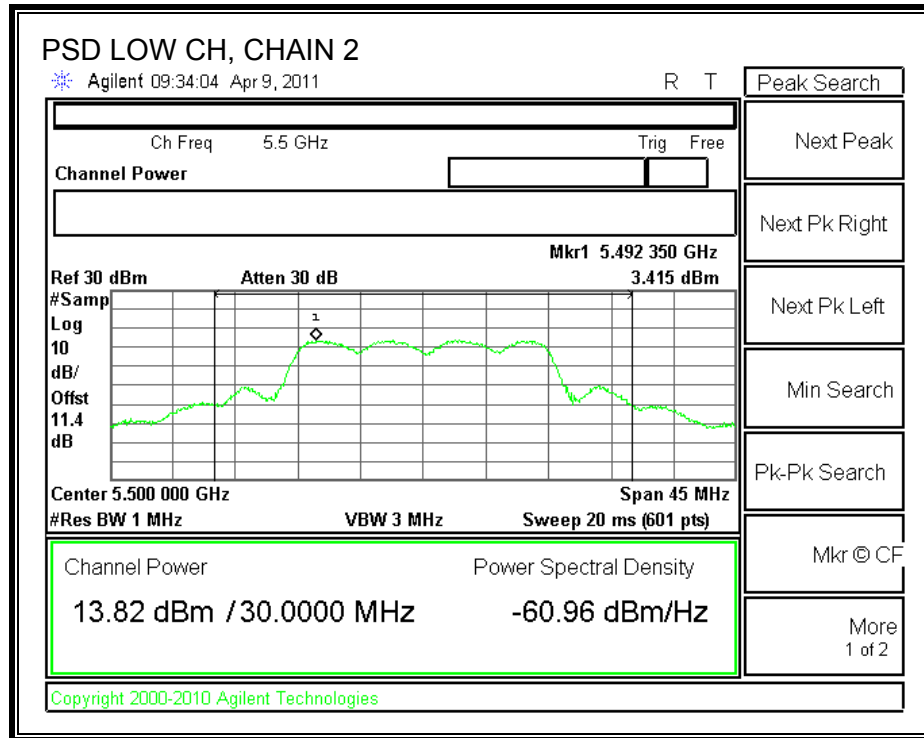 PSD LOW CH, CHAIN 2
Agilent 09:34:04 Apr 9, 2011 R T
Peak Search
Ch Freq 5.5 GHz Trig Free
Channel Power
Mkr1 5.492 350 GHz
Ref 30 dBm Atten 30 dB 3.415 dBm
#Samp
Log
10
dB/
Offst
11.4
dB
1
Center 5.500 000 GHz Span 45 MHz
#Res BW 1 MHz VBW 3 MHz Sweep 20 ms (601 pts)
Channel Power Power Spectral Density
13.82 dBm / 30.0000 MHz -60.96 dBm/Hz
Copyright 2000-2010 Agilent Technologies
Next Peak
Next Pk Right
Next Pk Left
Min Search
Pk-Pk Search
Mkr © CF
More
1 of 2